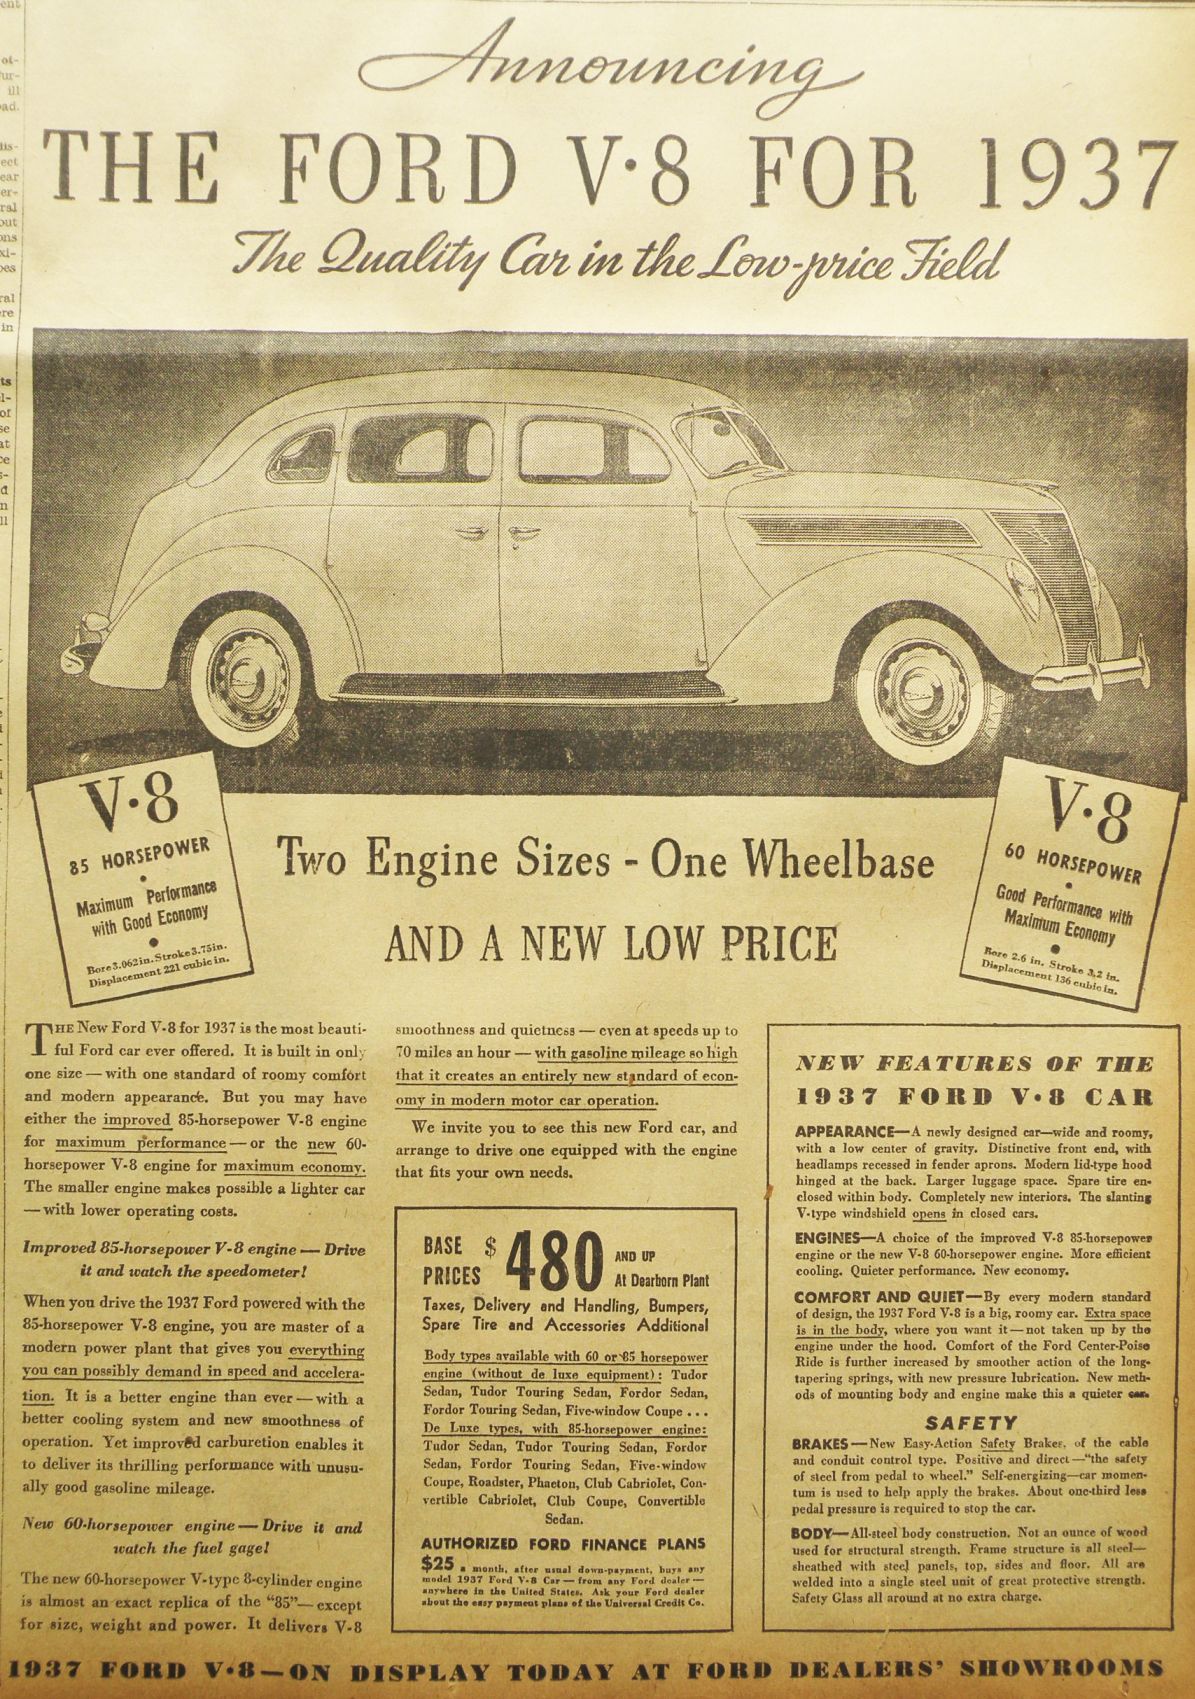 Announcing
THE FORD V·8 FOR 1937
The Quality Car in the Low-price Field
V·8
85 HORSEPOWER
Maximum Performance
with Good Economy
Bore 3.062 in. Stroke 3.75 in.
Displacement 221 cubic in.
Two Engine Sizes - One Wheelbase
AND A NEW LOW PRICE
V·8
60 HORSEPOWER
Good Performance with
Maximum Economy
Bore 2.6 in. Stroke 3.2 in.
Displacement 136 cubic in.
THE New Ford V-8 for 1937 is the most beauti-
ful Ford car ever offered. It is built in only
one size — with one standard of roomy comfort
and modern appearance. But you may have
either the improved 85-horsepower V-8 engine
for maximum performance — or the new 60-
horsepower V-8 engine for maximum economy.
The smaller engine makes possible a lighter car
— with lower operating costs.
Improved 85-horsepower V-8 engine — Drive
it and watch the speedometer!
When you drive the 1937 Ford powered with the
85-horsepower V-8 engine, you are master of a
modern power plant that gives you everything
you can possibly demand in speed and accelera-
tion. It is a better engine than ever — with a
better cooling system and new smoothness of
operation. Yet improved carburetion enables it
to deliver its thrilling performance with unusu-
ally good gasoline mileage.
New 60-horsepower engine — Drive it and
watch the fuel gage!
The new 60-horsepower V-type 8-cylinder engine
is almost an exact replica of the "85"— except
for size, weight and power. It delivers V-8
smoothness and quietness — even at speeds up to
70 miles an hour — with gasoline mileage so high
that it creates an entirely new standard of econ-
omy in modern motor car operation.
We invite you to see this new Ford car, and
arrange to drive one equipped with the engine
that fits your own needs.
BASE PRICES $480 AND UP
At Dearborn Plant
Taxes, Delivery and Handling, Bumpers,
Spare Tire and Accessories Additional
Body types available with 60 or 85 horsepower
engine (without de luxe equipment): Tudor
Sedan, Tudor Touring Sedan, Fordor Sedan,
Fordor Touring Sedan, Five-window Coupe . . .
De Luxe types, with 85-horsepower engine:
Tudor Sedan, Tudor Touring Sedan, Fordor
Sedan, Fordor Touring Sedan, Five-window
Coupe, Roadster, Phaeton, Club Cabriolet, Con-
vertible Cabriolet, Club Coupe, Convertible
Sedan.
AUTHORIZED FORD FINANCE PLANS
$25 a month, after usual down-payment, buys any
model 1937 Ford V-8 Car — from any Ford dealer —
anywhere in the United States. Ask your Ford dealer
about the easy payment plans of the Universal Credit Co.
NEW FEATURES OF THE
1937 FORD V·8 CAR
APPEARANCE—A newly designed car—wide and roomy,
with a low center of gravity. Distinctive front end, with
headlamps recessed in fender aprons. Modern lid-type hood
hinged at the back. Larger luggage space. Spare tire en-
closed within body. Completely new interiors. The slanting
V-type windshield opens in closed cars.
ENGINES—A choice of the improved V-8 85-horsepower
engine or the new V-8 60-horsepower engine. More efficient
cooling. Quieter performance. New economy.
COMFORT AND QUIET—By every modern standard
of design, the 1937 Ford V-8 is a big, roomy car. Extra space
is in the body, where you want it — not taken up by the
engine under the hood. Comfort of the Ford Center-Poise
Ride is further increased by smoother action of the long-
tapering springs, with new pressure lubrication. New meth-
ods of mounting body and engine make this a quieter car.
SAFETY
BRAKES—New Easy-Action Safety Brakes, of the cable
and conduit control type. Positive and direct —"the safety
of steel from pedal to wheel." Self-energizing—car momen-
tum is used to help apply the brakes. About one-third less
pedal pressure is required to stop the car.
BODY—All-steel body construction. Not an ounce of wood
used for structural strength. Frame structure is all steel—
sheathed with steel panels, top, sides and floor. All are
welded into a single steel unit of great protective strength.
Safety Glass all around at no extra charge.
1937 FORD V·8—ON DISPLAY TODAY AT FORD DEALERS' SHOWROOMS